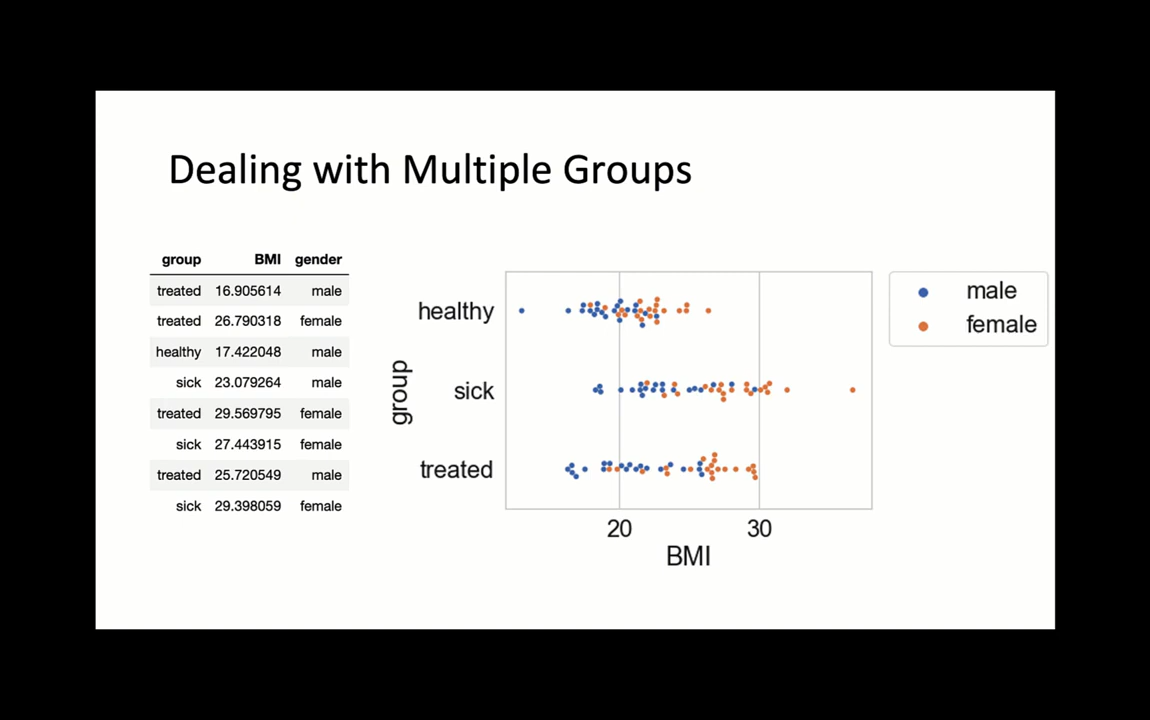 Dealing with Multiple Groups
group BMI gender
treated 16.905614 male
treated 26.790318 female
healthy 17.422048 male
sick 23.079264 male
treated 29.569795 female
sick 27.443915 female
treated 25.720549 male
sick 29.398059 female
group
healthy
sick
treated
20 30
BMI
male
female